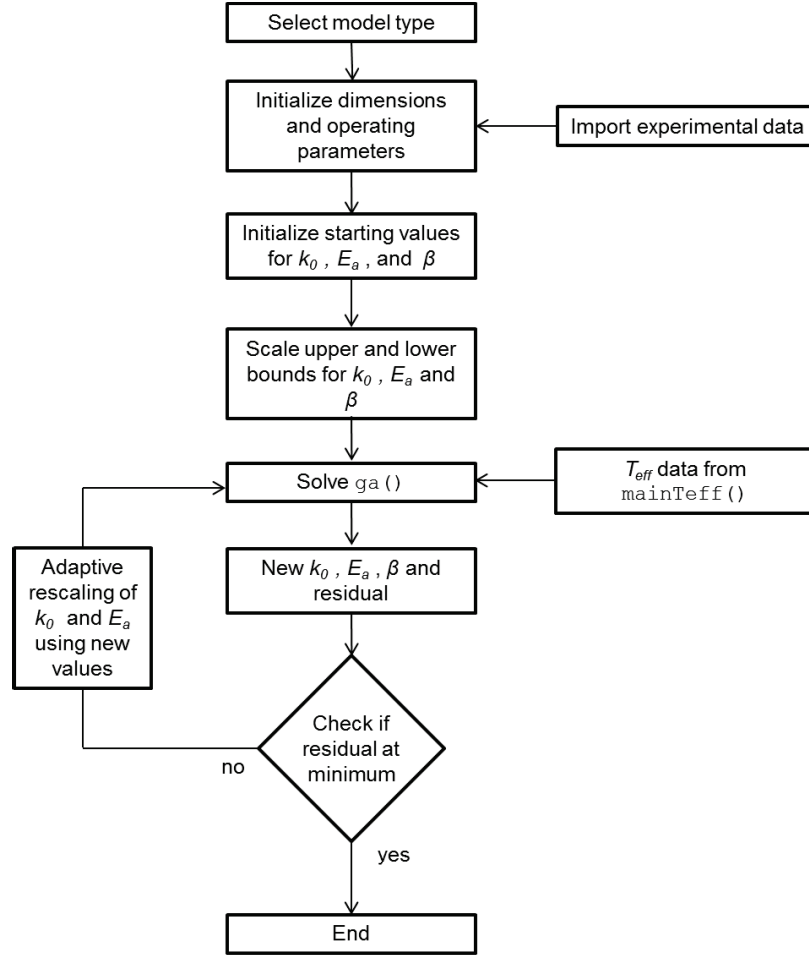 Select model type
Initialize dimensions
and operating
parameters
Import experimental data
Initialize starting values
for k₀ , Eₐ , and β
Scale upper and lower
bounds for k₀ , Eₐ and
β
Solve ga()
T_eff data from
mainTeff()
New k₀ , Eₐ , β and
residual
Adaptive
rescaling of
k₀ and Eₐ
using new
values
Check if
residual at
minimum
no
yes
End